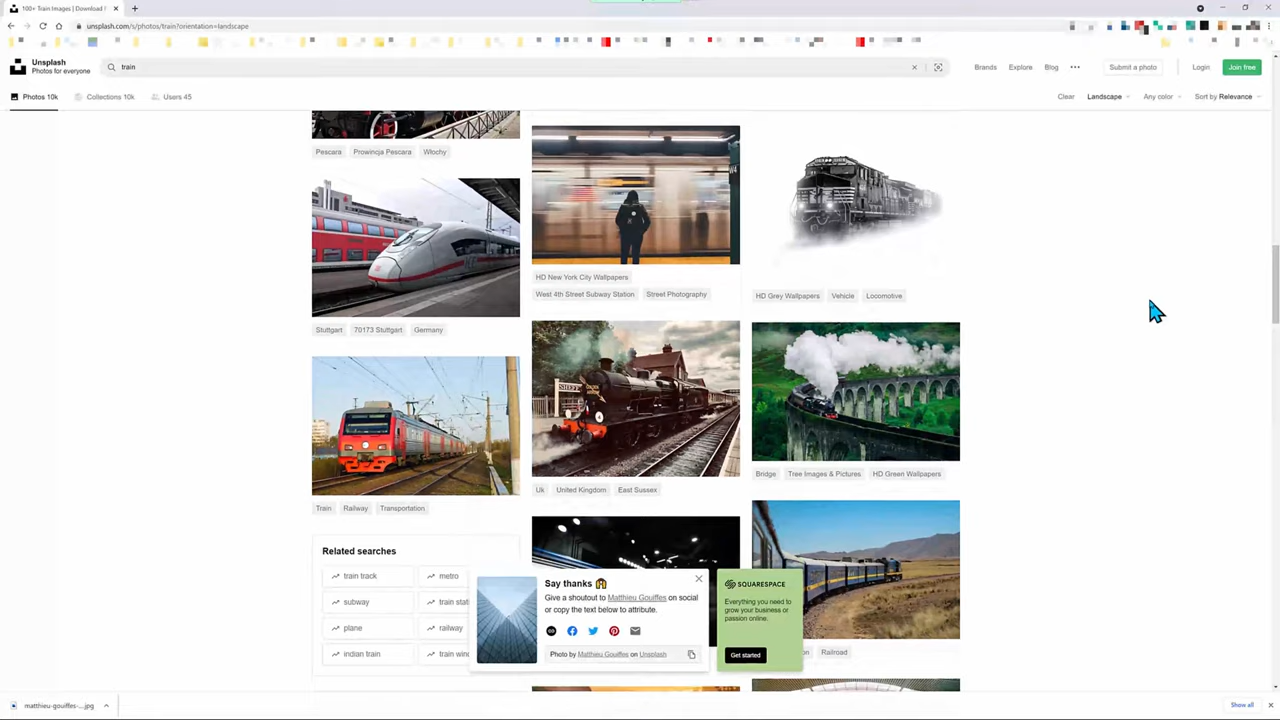 100+ Train Images | Download
unsplash.com/s/photos/train?orientation=landscape
Unsplash
Photos for everyone
train
Brands
Explore
Blog
Submit a photo
Login
Join free
Photos 10k
Collections 10k
Users 45
Clear
Landscape
Any color
Sort by Relevance
Pescara
Prowincja Pescara
Włochy
W4
HD New York City Wallpapers
West 4th Street Subway Station
Street Photography
HD Grey Wallpapers
Vehicle
Locomotive
Stuttgart
70173 Stuttgart
Germany
Uk
United Kingdom
East Sussex
Bridge
Tree Images & Pictures
HD Green Wallpapers
Train
Railway
Transportation
Related searches
train track
metro
subway
train stati
plane
railway
indian train
train wind
Say thanks
Give a shoutout to Matthieu Gouiffes on social
or copy the text below to attribute.
Photo by Matthieu Gouiffes on Unsplash
SQUARESPACE
Everything you need to
grow your business or
passion online.
Get started
on
Railroad
matthieu-gouiffes-....jpg
Show all